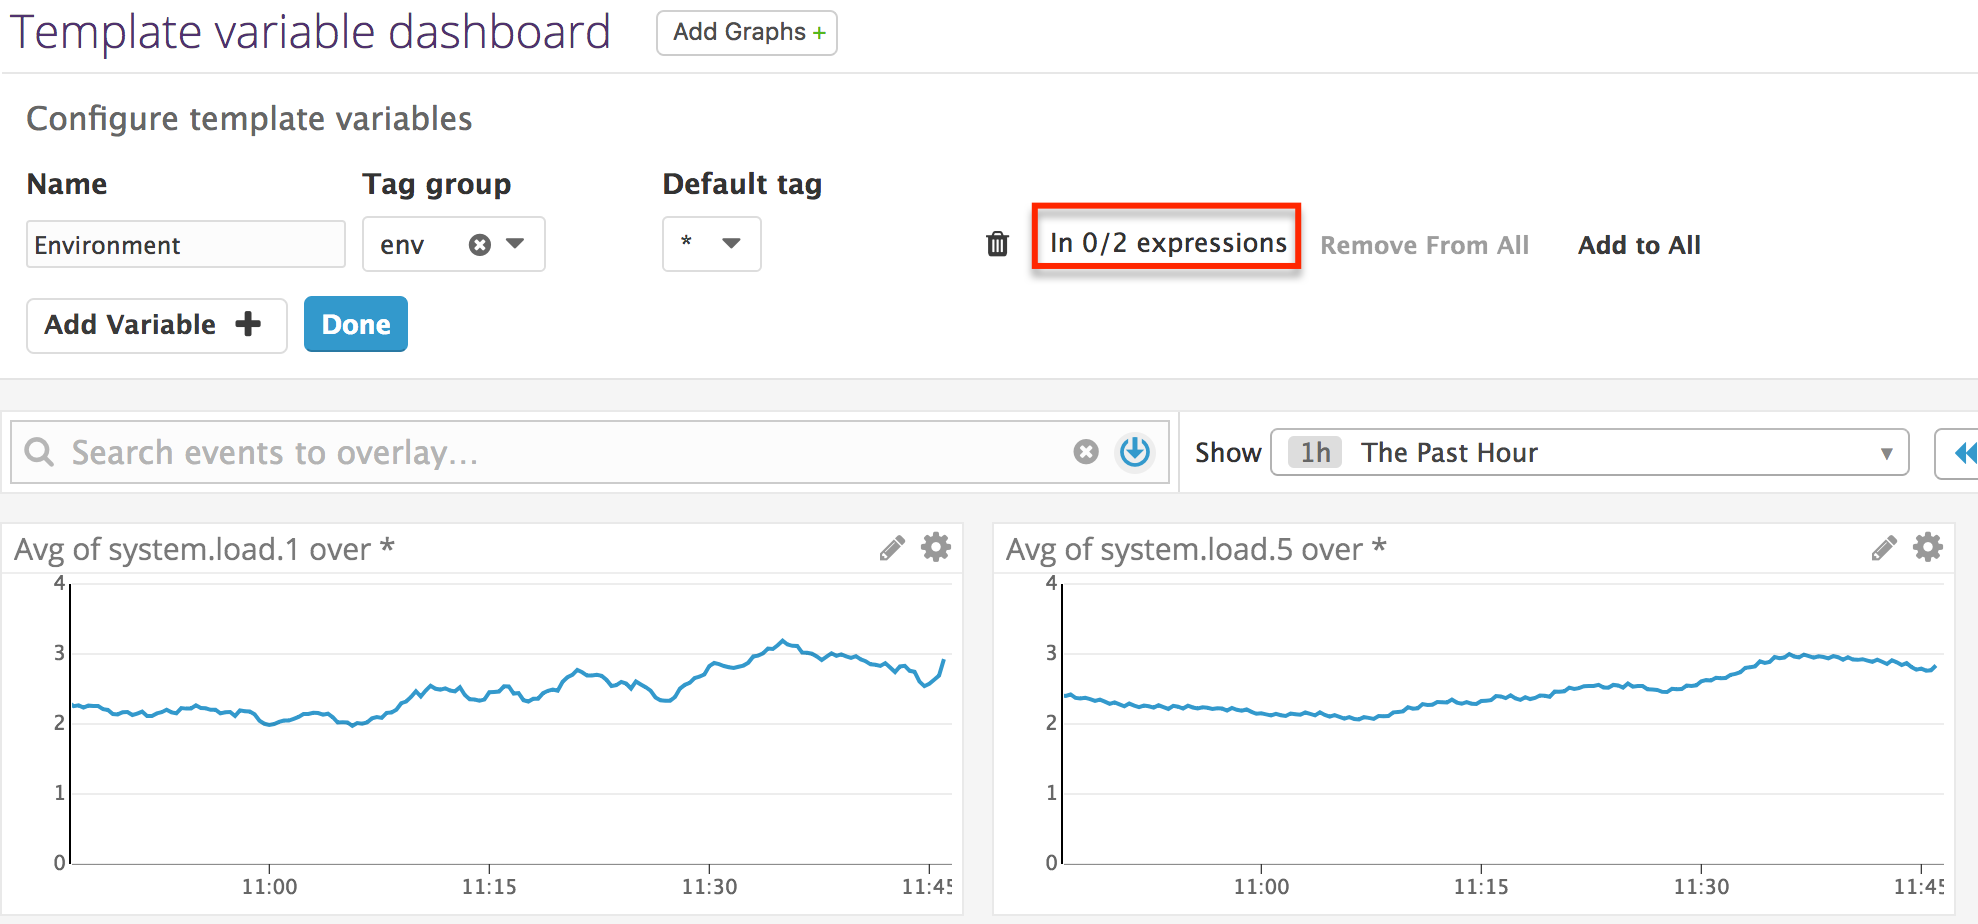 Template variable dashboard
Add Graphs +
Configure template variables
Name Tag group Default tag
Environment env * In 0/2 expressions Remove From All Add to All
Add Variable Done
Search events to overlay... Show 1h The Past Hour
Avg of system.load.1 over *
4
3
2
1
0
11:00 11:15 11:30 11:45
Avg of system.load.5 over *
4
3
2
1
0
11:00 11:15 11:30 11:45